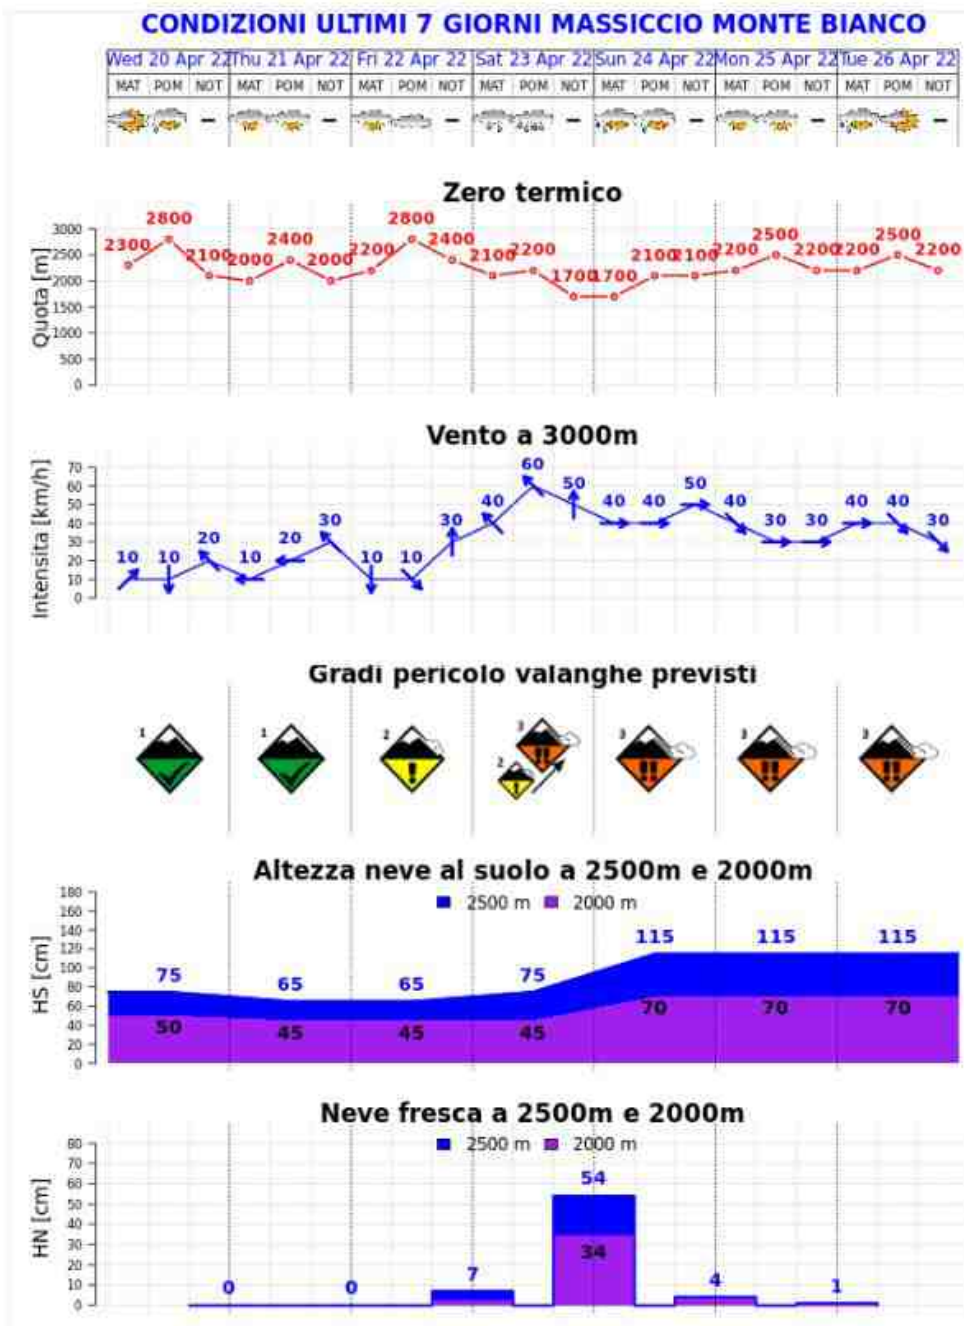 CONDIZIONI ULTIMI 7 GIORNI MASSICCIO MONTE BIANCO
Wed 20 Apr 22 Thu 21 Apr 22 Fri 22 Apr 22 Sat 23 Apr 22 Sun 24 Apr 22 Mon 25 Apr 22 Tue 26 Apr 22
MAT POM NOT MAT POM NOT MAT POM NOT MAT POM NOT MAT POM NOT MAT POM NOT MAT POM NOT
Zero termico
Quota [m]
3000
2500
2000
1500
1000
500
0
2300 2800 2100 2000 2400 2000 2200 2800 2400 2100 2200 1700 1700 2100 2100 2200 2500 2200 2200 2500 2200
Vento a 3000m
Intensita [km/h]
70
60
50
40
30
20
10
0
10 10 20 10 20 30 10 10 30 40 60 50 40 40 50 40 30 30 40 40 30
Gradi pericolo valanghe previsti
1 1 2 3 2 3 3 3
Altezza neve al suolo a 2500m e 2000m
2500 m 2000 m
HS [cm]
180
160
140
120
100
80
60
40
20
0
75 65 65 75 115 115 115
50 45 45 45 70 70 70
Neve fresca a 2500m e 2000m
2500 m 2000 m
HN [cm]
80
70
60
50
40
30
20
10
0
0 0 7 54 4 1
34